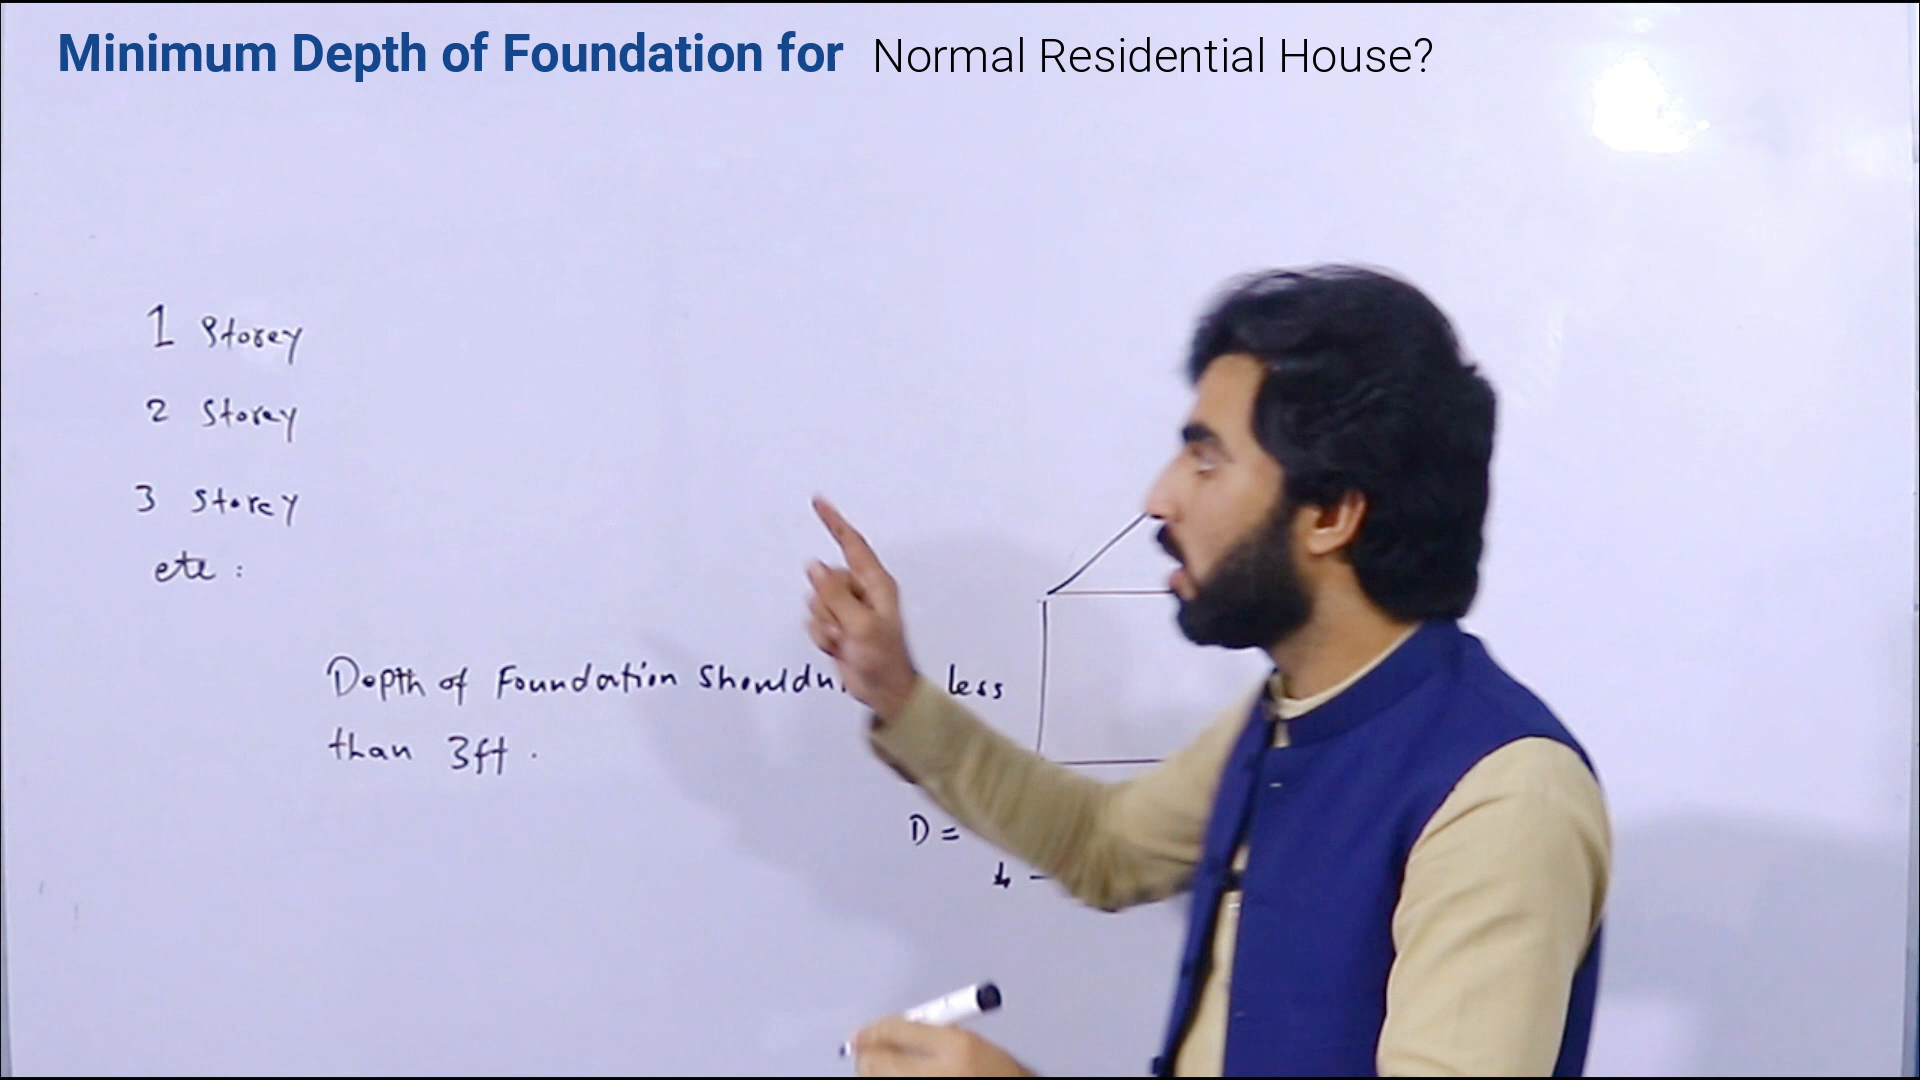 Minimum Depth of Foundation for Normal Residential House?
1 Storey
2 Storey
3 Storey
etc :
Depth of Foundation less
than 3ft .
D =